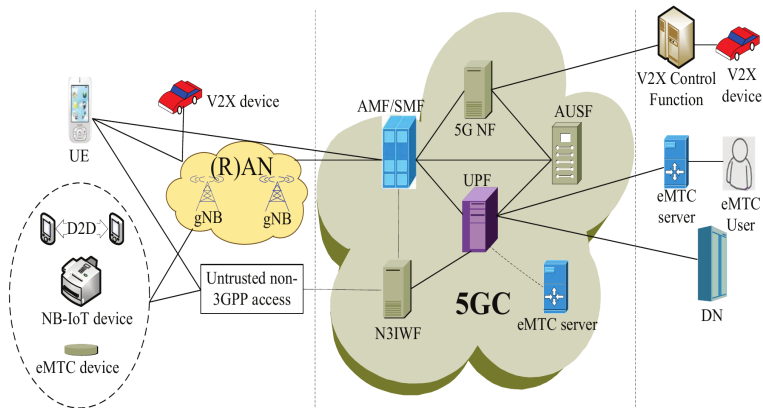 UE
V2X device
(R)AN
gNB
gNB
D2D
NB-IoT device
eMTC device
Untrusted non-
3GPP access
AMF/SMF
5G NF
AUSF
UPF
N3IWF
5GC
eMTC server
V2X Control
Function
V2X
device
eMTC
server
eMTC
User
DN